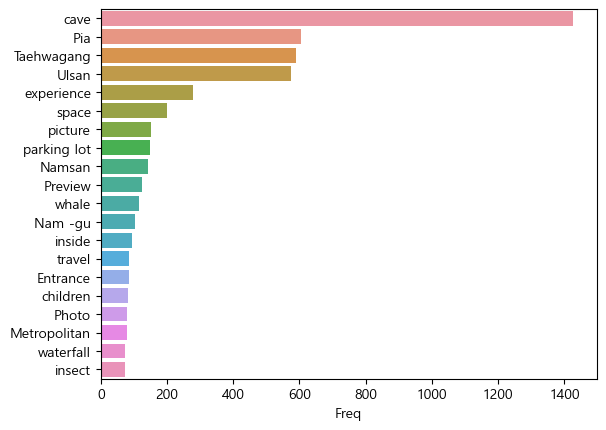 cave
Pia
Taehwagang
Ulsan
experience
space
picture
parking lot
Namsan
Preview
whale
Nam -gu
inside
travel
Entrance
children
Photo
Metropolitan
waterfall
insect
0 200 400 600 800 1000 1200 1400
Freq